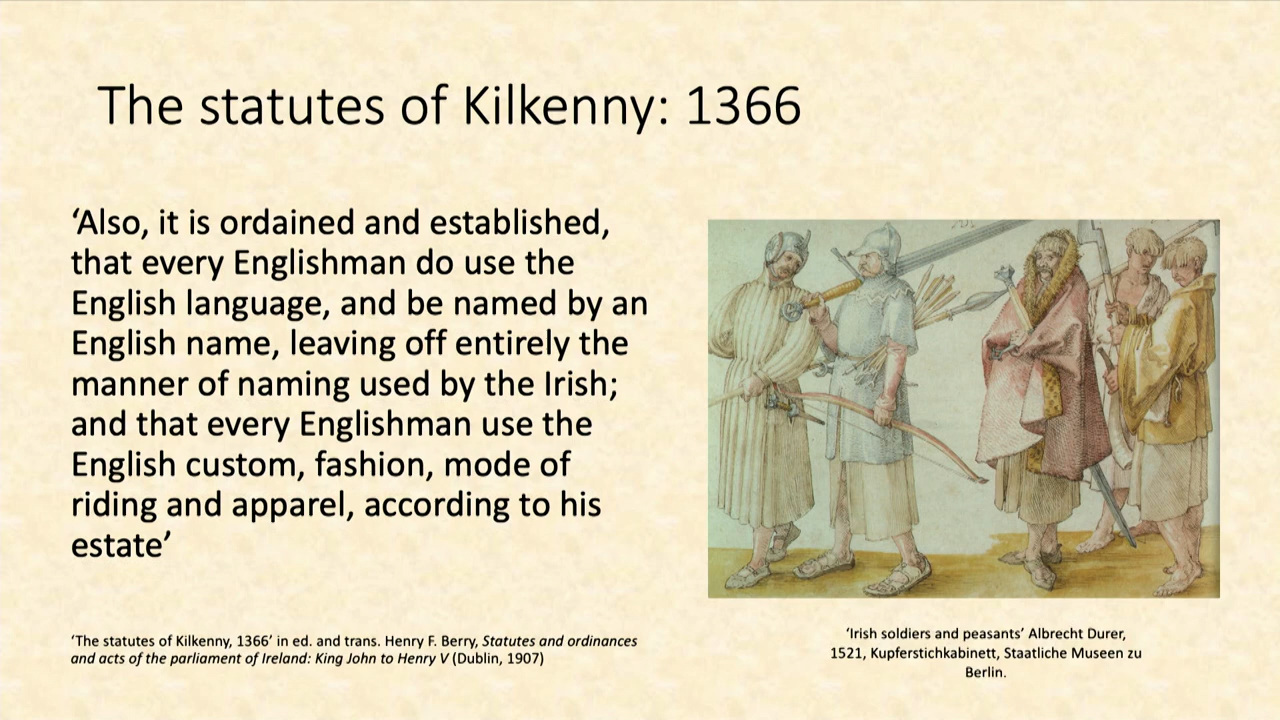 The statutes of Kilkenny: 1366
‘Also, it is ordained and established,
that every Englishman do use the
English language, and be named by an
English name, leaving off entirely the
manner of naming used by the Irish;
and that every Englishman use the
English custom, fashion, mode of
riding and apparel, according to his
estate’
‘The statutes of Kilkenny, 1366’ in ed. and trans. Henry F. Berry, Statutes and ordinances
and acts of the parliament of Ireland: King John to Henry V (Dublin, 1907)
‘Irish soldiers and peasants’ Albrecht Durer,
1521, Kupferstichkabinett, Staatliche Museen zu
Berlin.